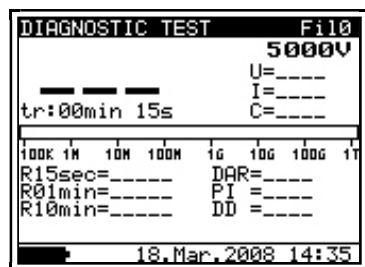 DIAGNOSTIC TEST Fil0
5000V
U=____
I=____
tr:00min 15s C=____
100K 1M 10M 100M 1G 10G 100G 1T
R15sec=_____ DAR=____
R01min=_____ PI =____
R10min=_____ DD =____
18.Mar.2008 14:35